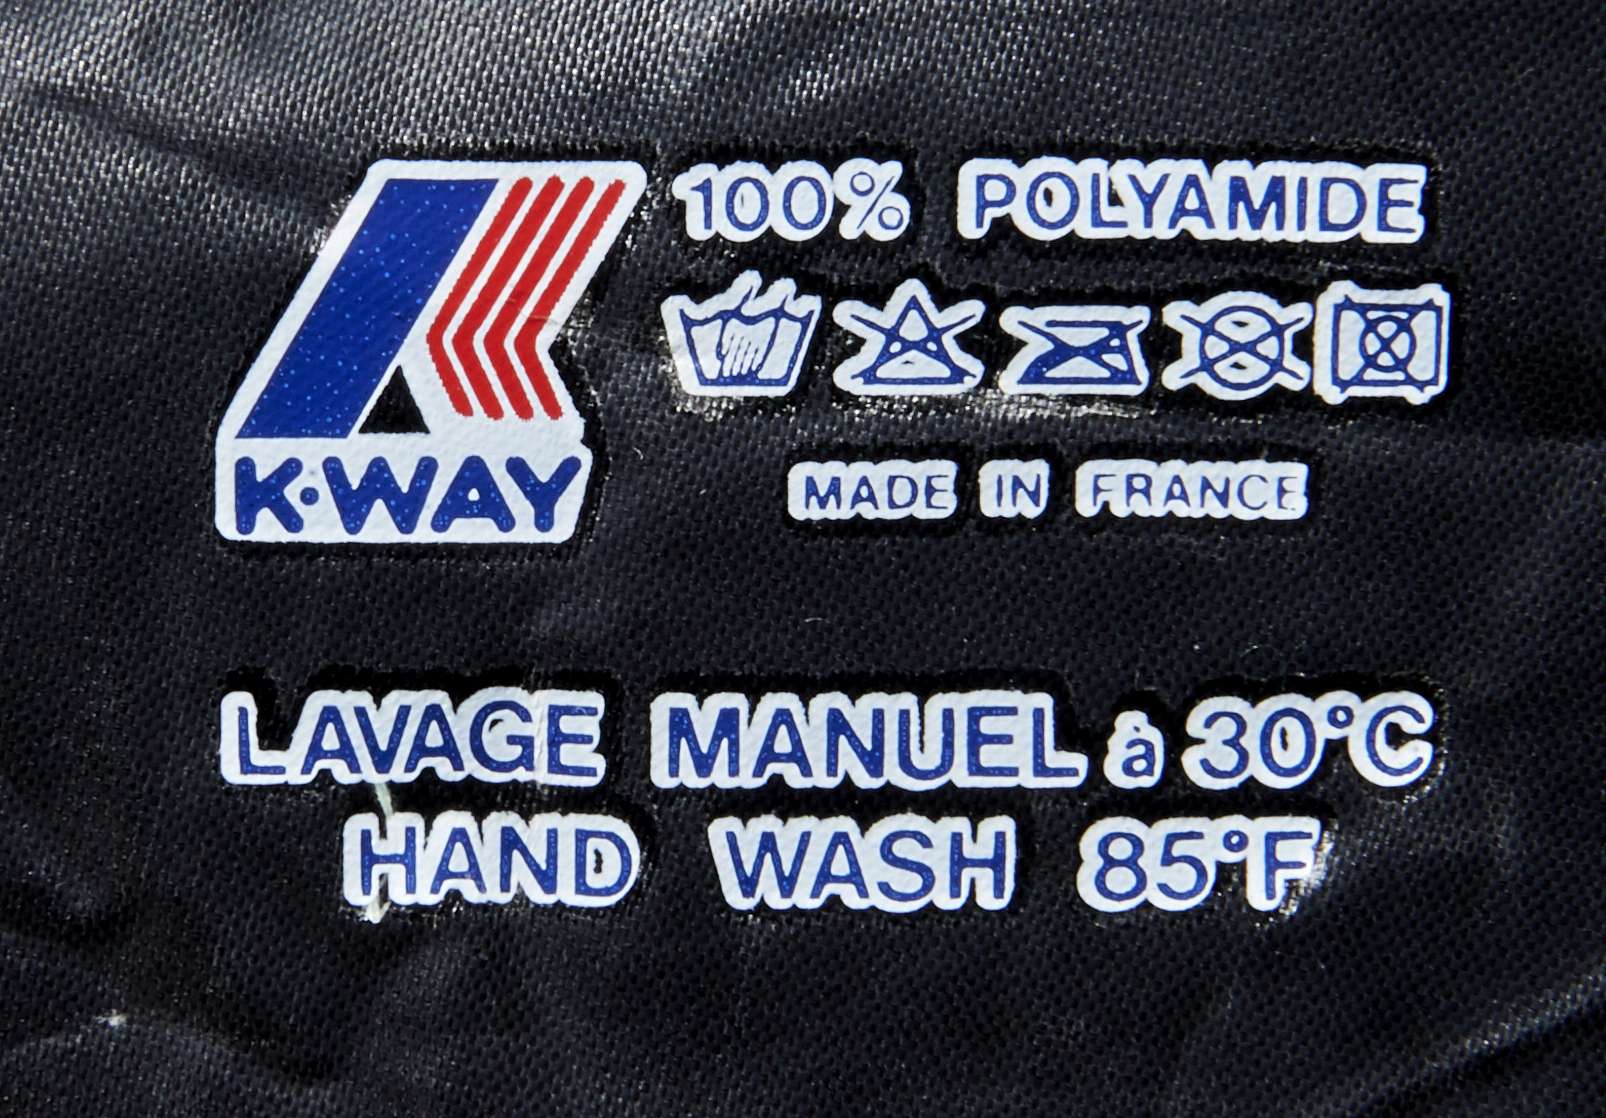 100% POLYAMIDE
MADE IN FRANCE
K·WAY
LAVAGE MANUEL à 30°C
HAND WASH 85°F